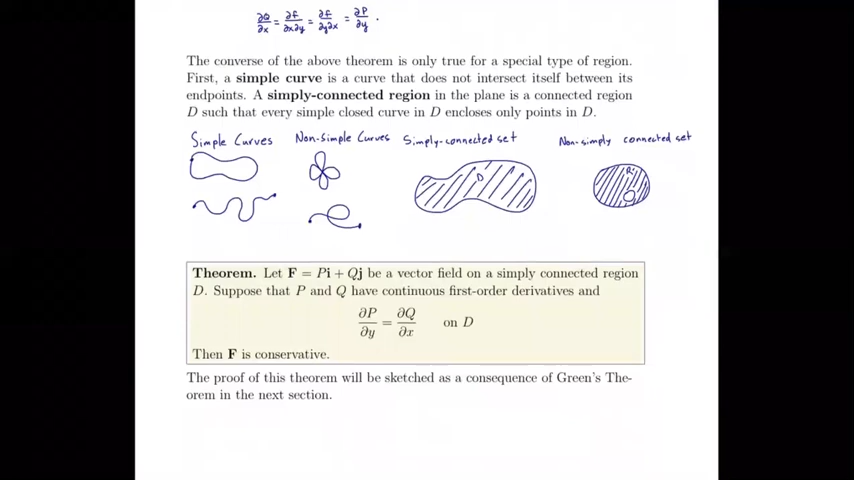 ∂Q/∂x = ∂f/∂x∂y = ∂f/∂y∂x = ∂P/∂y .
The converse of the above theorem is only true for a special type of region.
First, a simple curve is a curve that does not intersect itself between its
endpoints. A simply-connected region in the plane is a connected region
D such that every simple closed curve in D encloses only points in D.
Simple Curves Non-Simple Curves Simply-connected set Non-simply connected set
D
Theorem. Let F = Pi + Qj be a vector field on a simply connected region
D. Suppose that P and Q have continuous first-order derivatives and
∂P/∂y = ∂Q/∂x on D
Then F is conservative.
The proof of this theorem will be sketched as a consequence of Green's The-
orem in the next section.